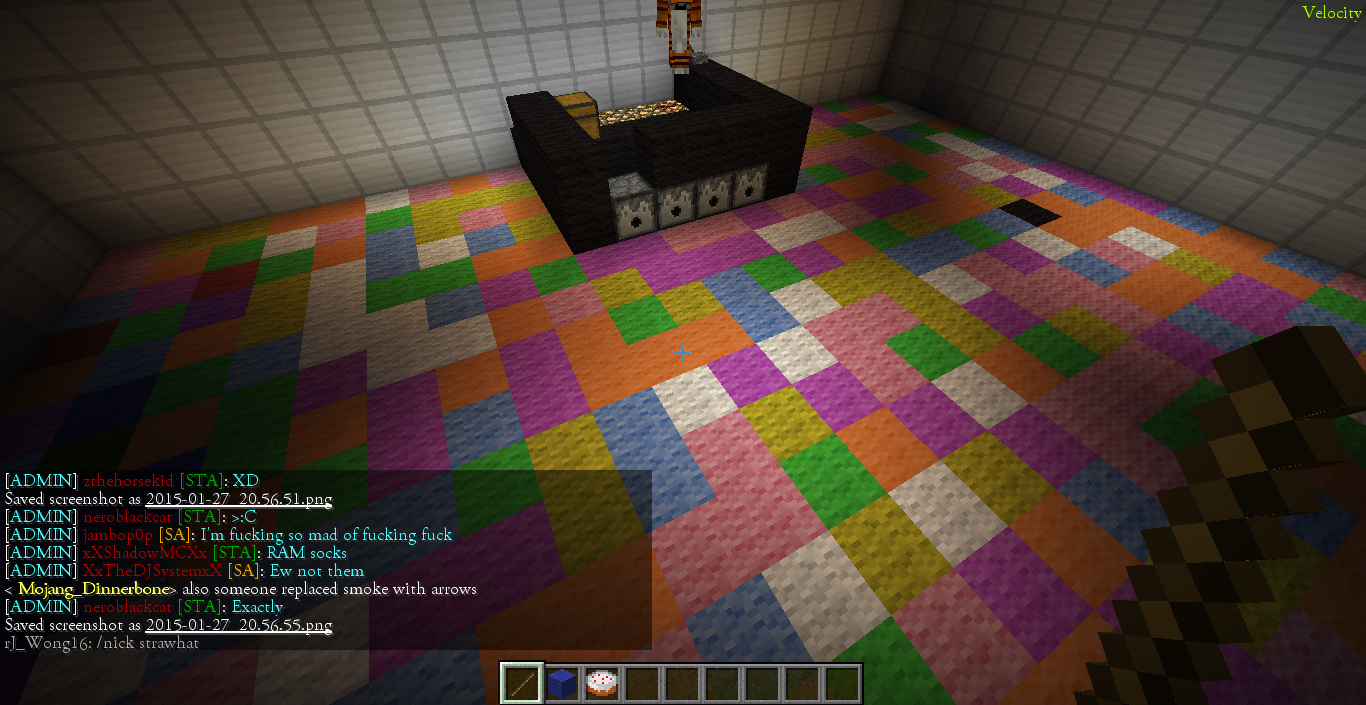 Velocity
[ADMIN] zthehorsekid [STA]: XD
Saved screenshot as 2015-01-27_20.56.51.png
[ADMIN] neroblackcat [STA]: >:C
[ADMIN] jambop0p [SA]: I'm fucking so mad of fucking fuck
[ADMIN] xXShadowMCXx [STA]: RAM socks
[ADMIN] XxTheDJSystemxX [SA]: Ew not them
< Mojang_Dinnerbone> also someone replaced smoke with arrows
[ADMIN] neroblackcat [STA]: Exactly
Saved screenshot as 2015-01-27_20.56.55.png
rJ_Wong16: /nick strawhat